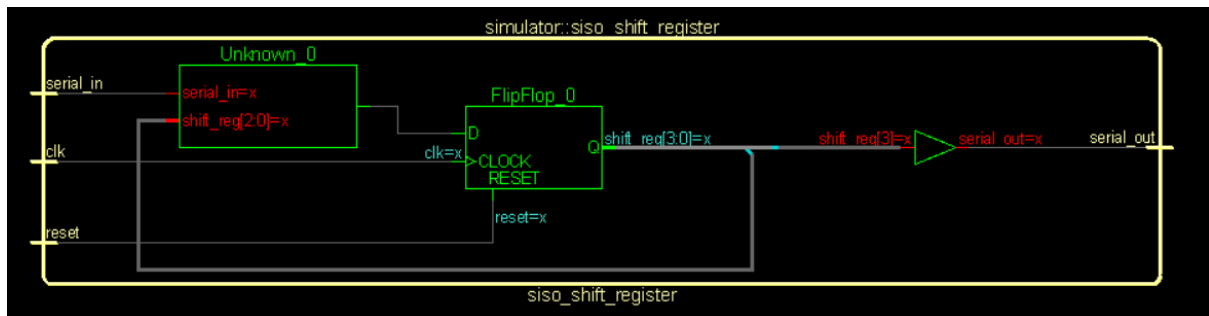 simulator::siso_shift_register
Unknown_0
serial_in
serial_in=x
shift_reg[2:0]=x
FlipFlop_0
D
Q
shift_reg[3:0]=x
shift_reg[3]=x
serial_out=x
serial_out
clk
clk=x
CLOCK
RESET
reset=x
reset
siso_shift_register